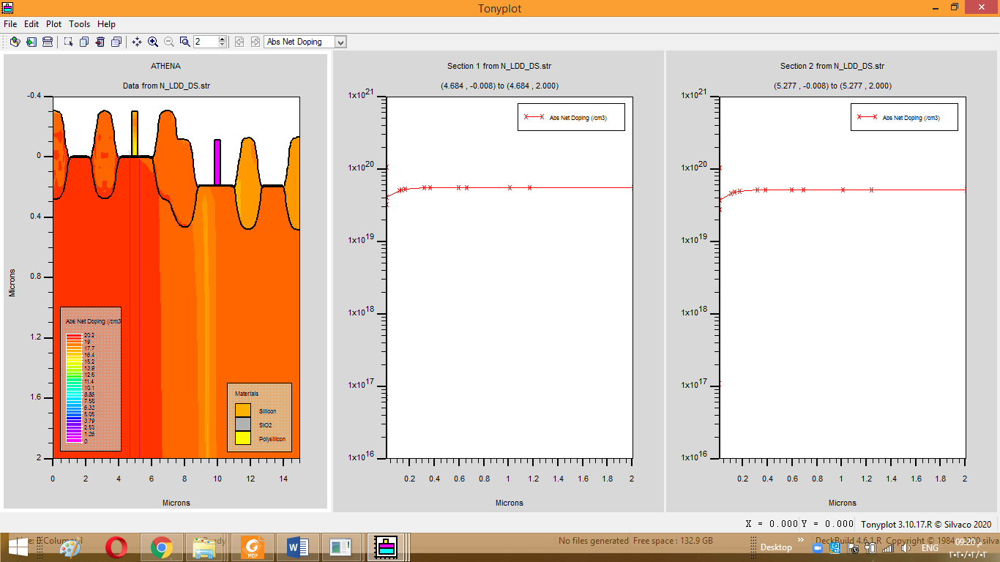 Tonyplot
File Edit Plot Tools Help
2
Abs Net Doping
ATHENA
Data from N_LDD_DS.str
-0.4
0
0.4
0.8
1.2
1.6
2
Microns
0 2 4 6 8 10 12 14
Microns
Abs Net Doping (/cm3
20.2
19
17.7
16.4
15.2
13.9
12.6
11.4
10.1
8.85
7.58
6.32
5.05
3.79
2.53
1.26
0
Materials
Silicon
SiO2
Polysilicon
Section 1 from N_LDD_DS.str
(4.684 , -0.008) to (4.684 , 2.000)
Abs Net Doping (/cm3)
1x10^21
1x10^20
1x10^19
1x10^18
1x10^17
1x10^16
0.2 0.4 0.6 0.8 1 1.2 1.4 1.6 1.8 2
Microns
Section 2 from N_LDD_DS.str
(5.277 , -0.008) to (5.277 , 2.000)
Abs Net Doping (/cm3)
1x10^21
1x10^20
1x10^19
1x10^18
1x10^17
1x10^16
0.2 0.4 0.6 0.8 1 1.2 1.4 1.6 1.8 2
Microns
X = 0.000 Y = 0.000 Tonyplot 3.10.17.R © Silvaco 2020
No files generated Free space : 132.9 GB
DeckBuild 4.6.1.R Copyright © 1984
silva
PDF
Desktop
ENG
09:20 م